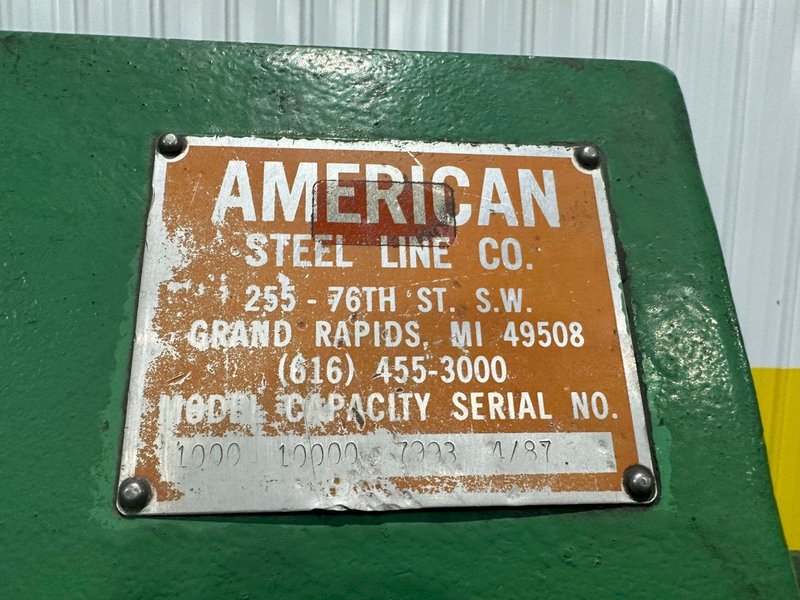 AMERICAN
STEEL LINE CO.
255 - 76TH ST. S.W.
GRAND RAPIDS, MI 49508
(616) 455-3000
MODEL CAPACITY SERIAL NO.
1000 10000 7993 4/87